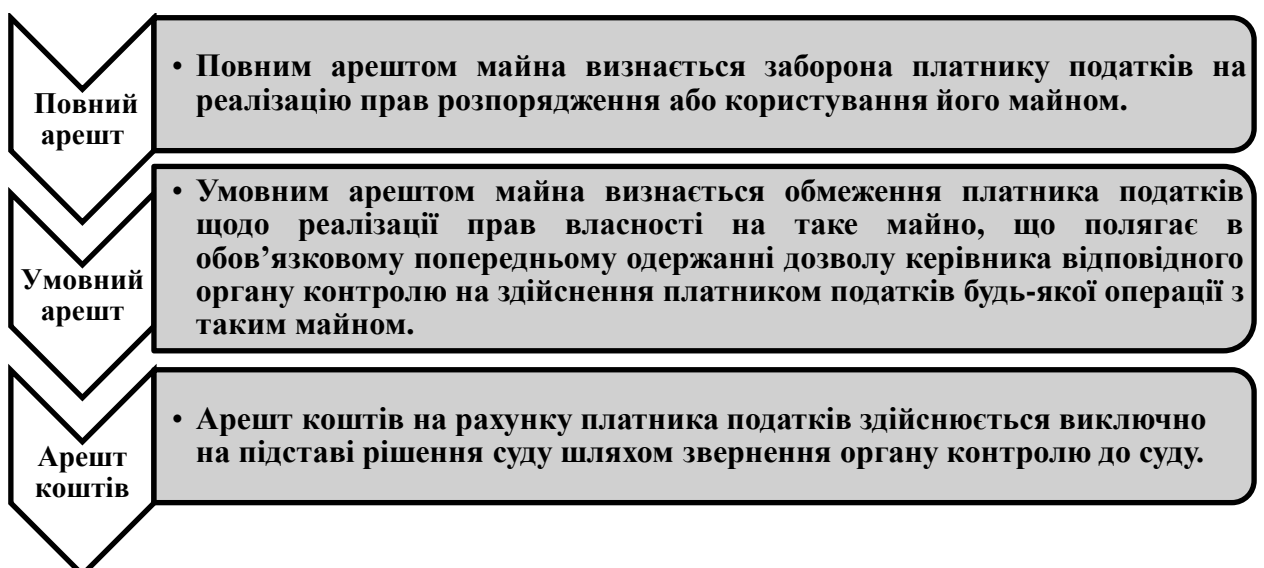 Повний
арешт
• Повним арештом майна визнається заборона платнику податків на
реалізацію прав розпорядження або користування його майном.
Умовний
арешт
• Умовним арештом майна визнається обмеження платника податків
щодо реалізації прав власності на таке майно, що полягає в
обов’язковому попередньому одержанні дозволу керівника відповідного
органу контролю на здійснення платником податків будь-якої операції з
таким майном.
Арешт
коштів
• Арешт коштів на рахунку платника податків здійснюється виключно
на підставі рішення суду шляхом звернення органу контролю до суду.